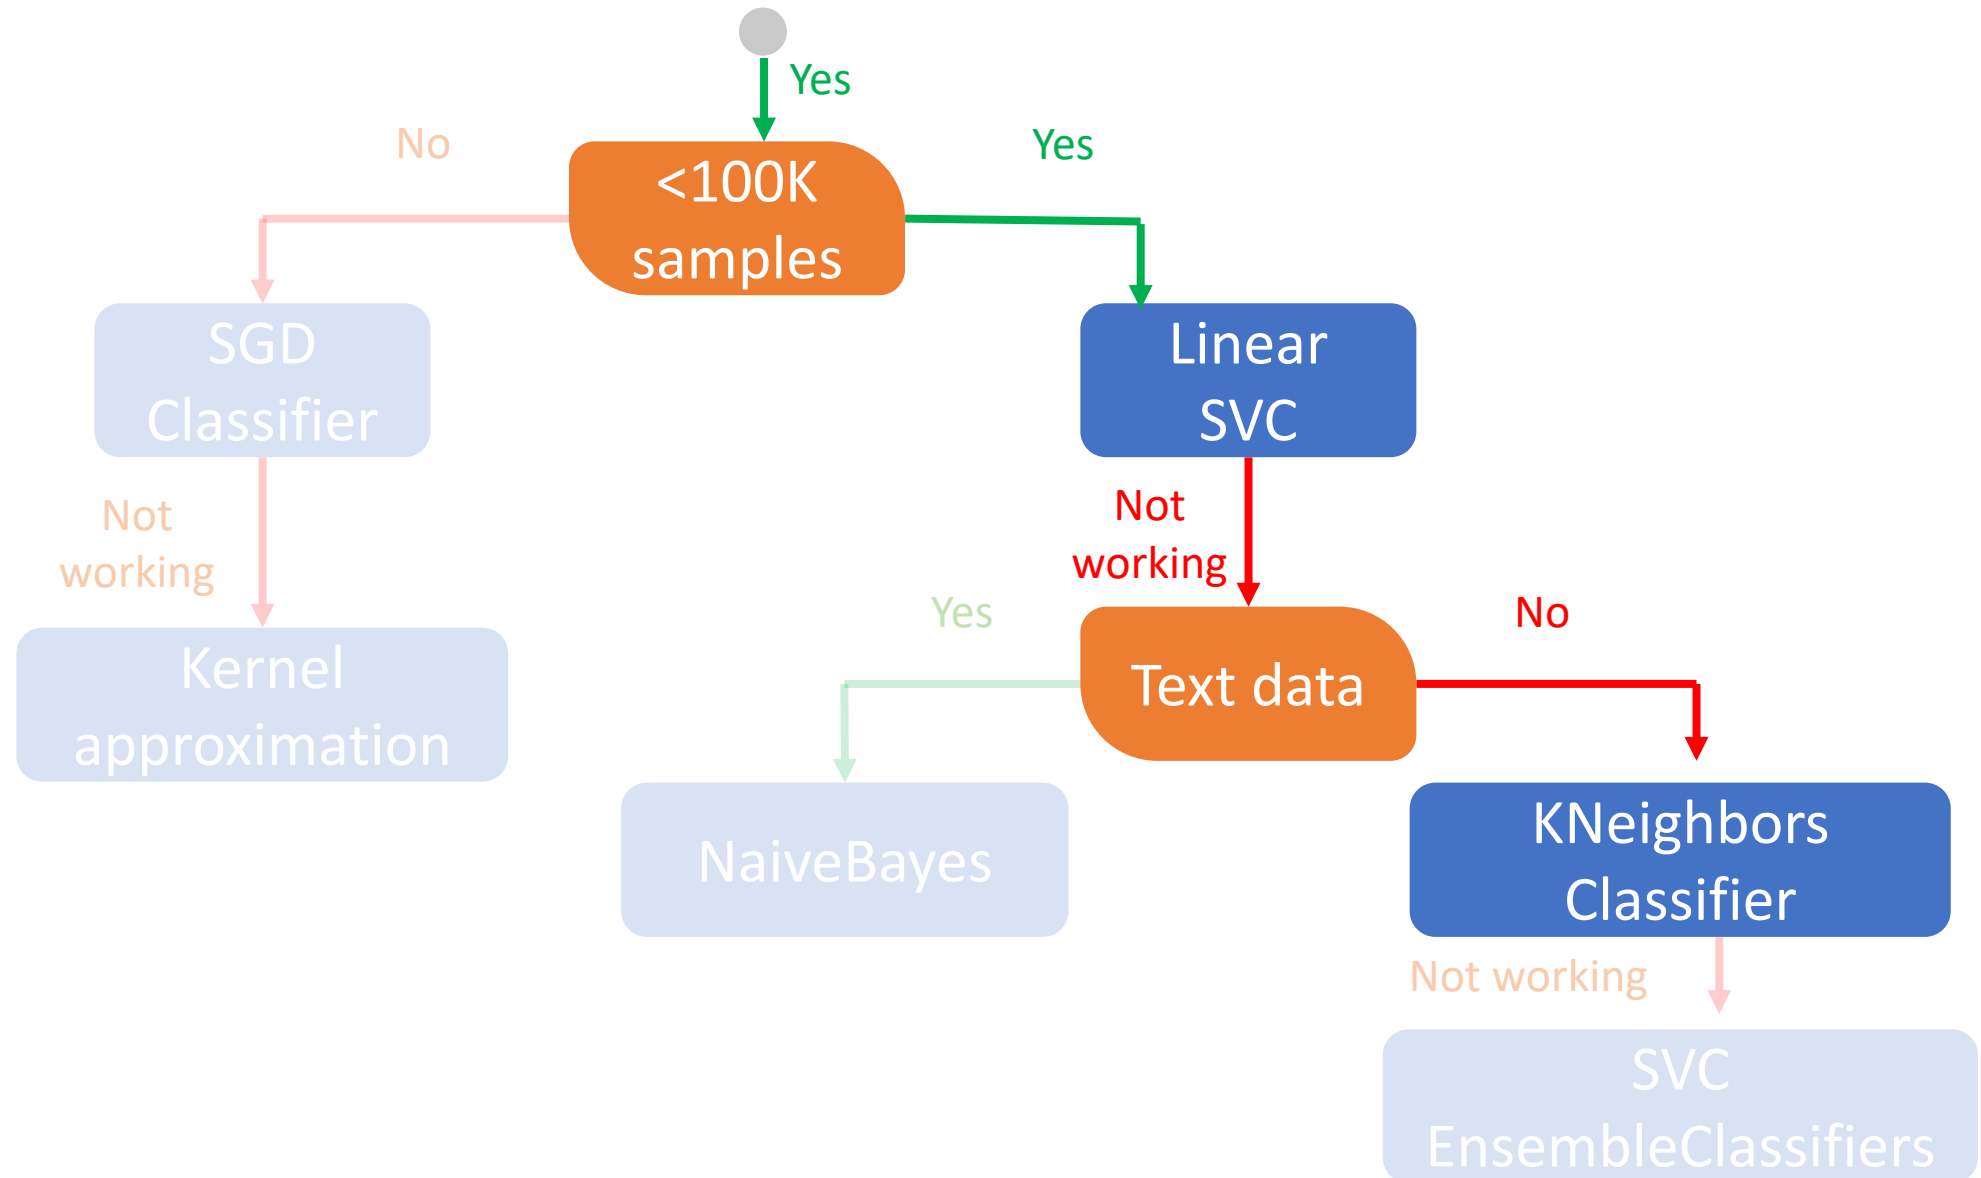 Yes
No
Yes
<100K
samples
SGD
Classifier
Linear
SVC
Not
working
Not
working
Yes
No
Kernel
approximation
Text data
NaiveBayes
KNeighbors
Classifier
Not working
SVC
EnsembleClassifiers